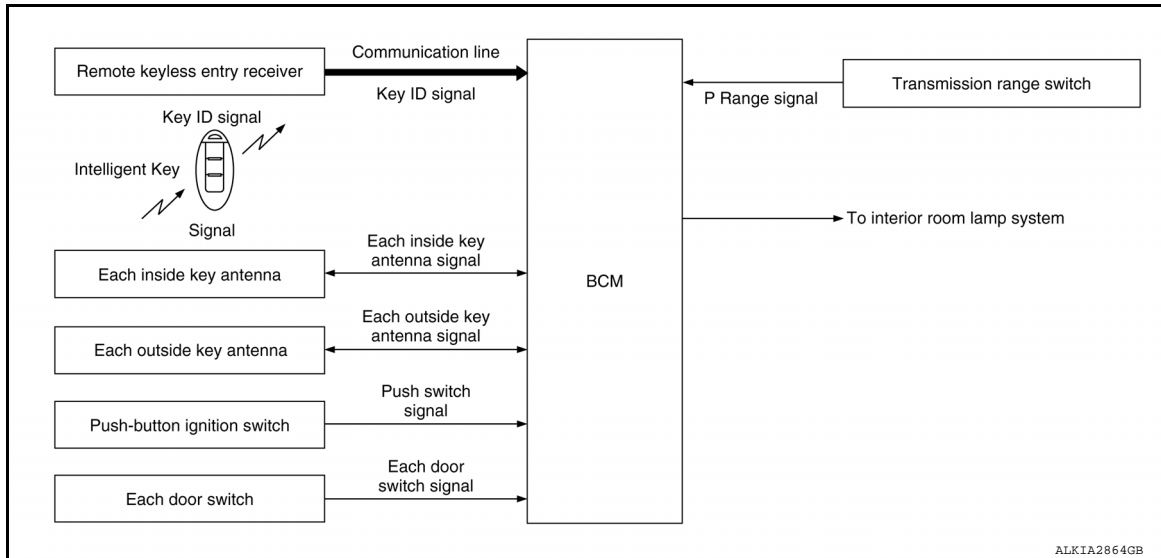 Communication line
Remote keyless entry receiver
Key ID signal
Key ID signal
Intelligent Key
Signal
Each inside key
antenna signal
Each inside key antenna
Each outside key
antenna signal
Each outside key antenna
Push switch
signal
Push-button ignition switch
Each door
switch signal
Each door switch
BCM
Transmission range switch
P Range signal
To interior room lamp system
ALKIA2864GB